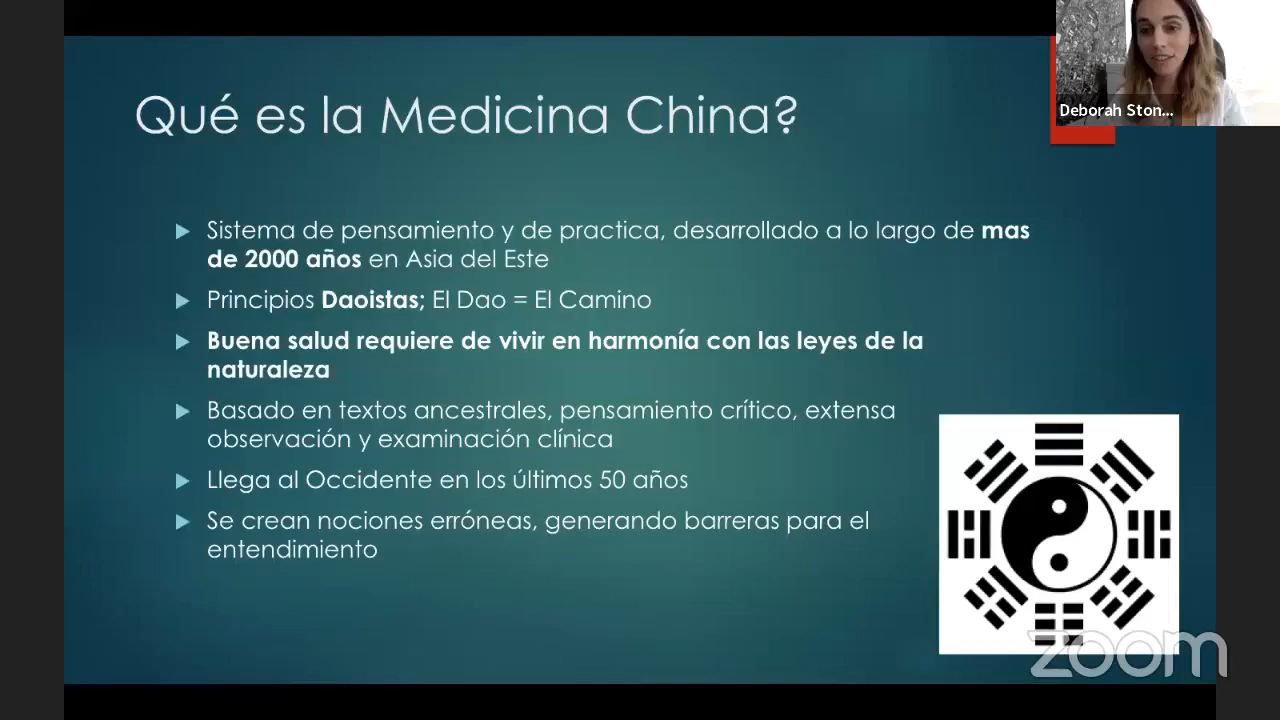 Qué es la Medicina China?
Deborah Ston...
Sistema de pensamiento y de practica, desarrollado a lo largo de mas
de 2000 años en Asia del Este
Principios Daoistas; El Dao = El Camino
Buena salud requiere de vivir en harmonía con las leyes de la
naturaleza
Basado en textos ancestrales, pensamiento crítico, extensa
observación y examinación clínica
Llega al Occidente en los últimos 50 años
Se crean nociones erróneas, generando barreras para el
entendimiento
zoom